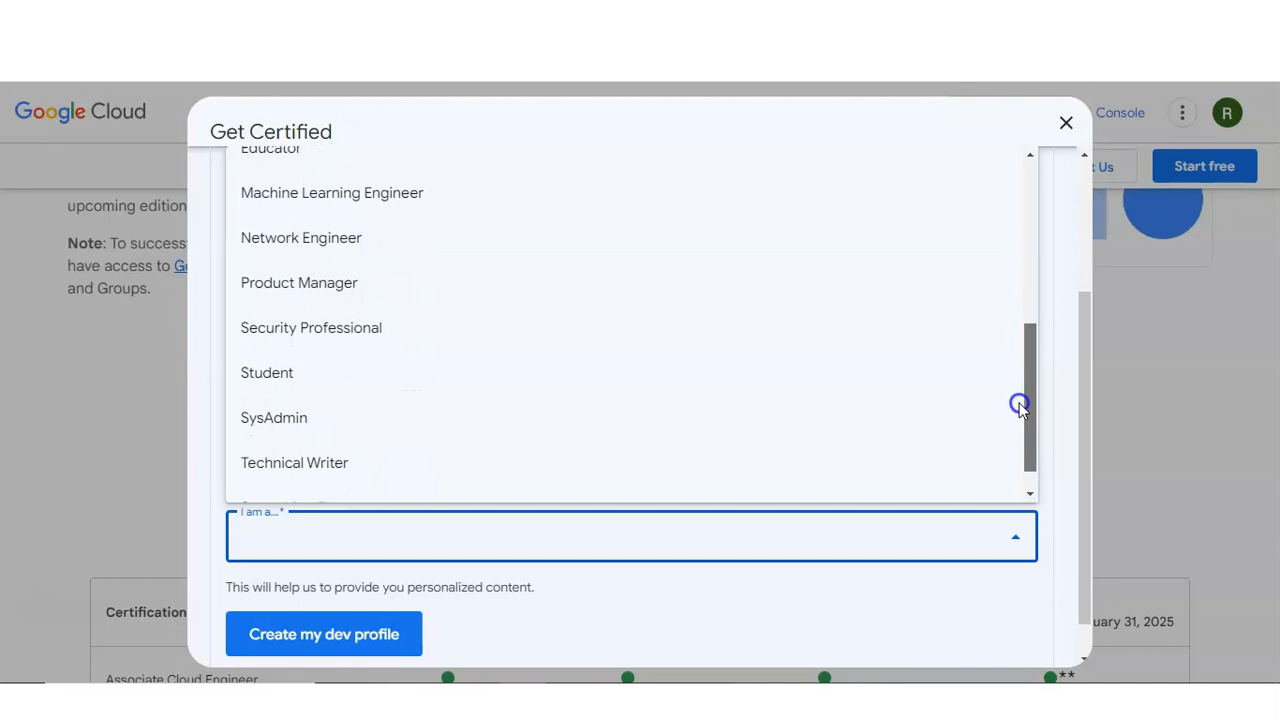 Google Cloud
Get Certified
Console
R
t Us
Start free
Educator
Machine Learning Engineer
upcoming edition
Network Engineer
Note: To success
have access to Go
Product Manager
and Groups.
Security Professional
Student
SysAdmin
Technical Writer
I am a...*
This will help us to provide you personalized content.
Certification
uary 31, 2025
Create my dev profile
Associate Cloud Engineer
**